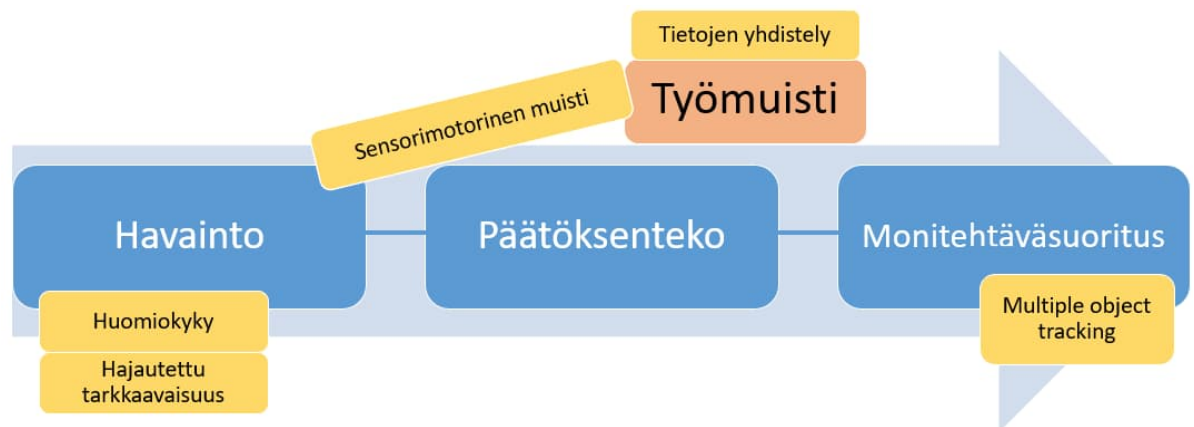 Tietojen yhdistely
Työmuisti
Sensorimotorinen muisti
Havainto
Päätöksenteko
Monitehtäväsuoritus
Huomiokyky
Hajautettu
tarkkaavaisuus
Multiple object
tracking